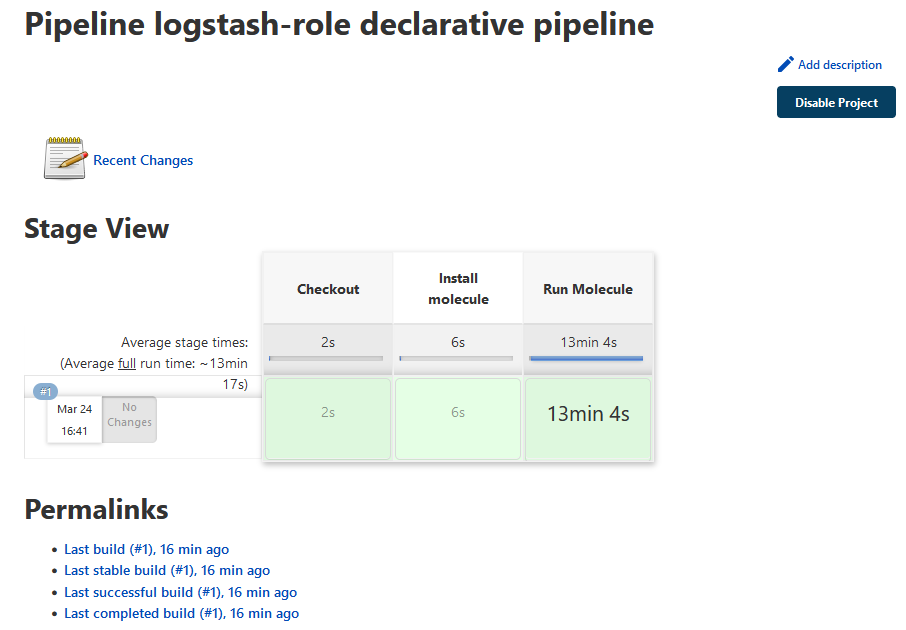 Pipeline logstash-role declarative pipeline
Add description
Disable Project
Recent Changes
Stage View
Checkout
Install
molecule
Run Molecule
Average stage times:
(Average full run time: ~13min
17s)
2s
6s
13min 4s
#1
Mar 24
16:41
No
Changes
2s
6s
13min 4s
Permalinks
Last build (#1), 16 min ago
Last stable build (#1), 16 min ago
Last successful build (#1), 16 min ago
Last completed build (#1), 16 min ago